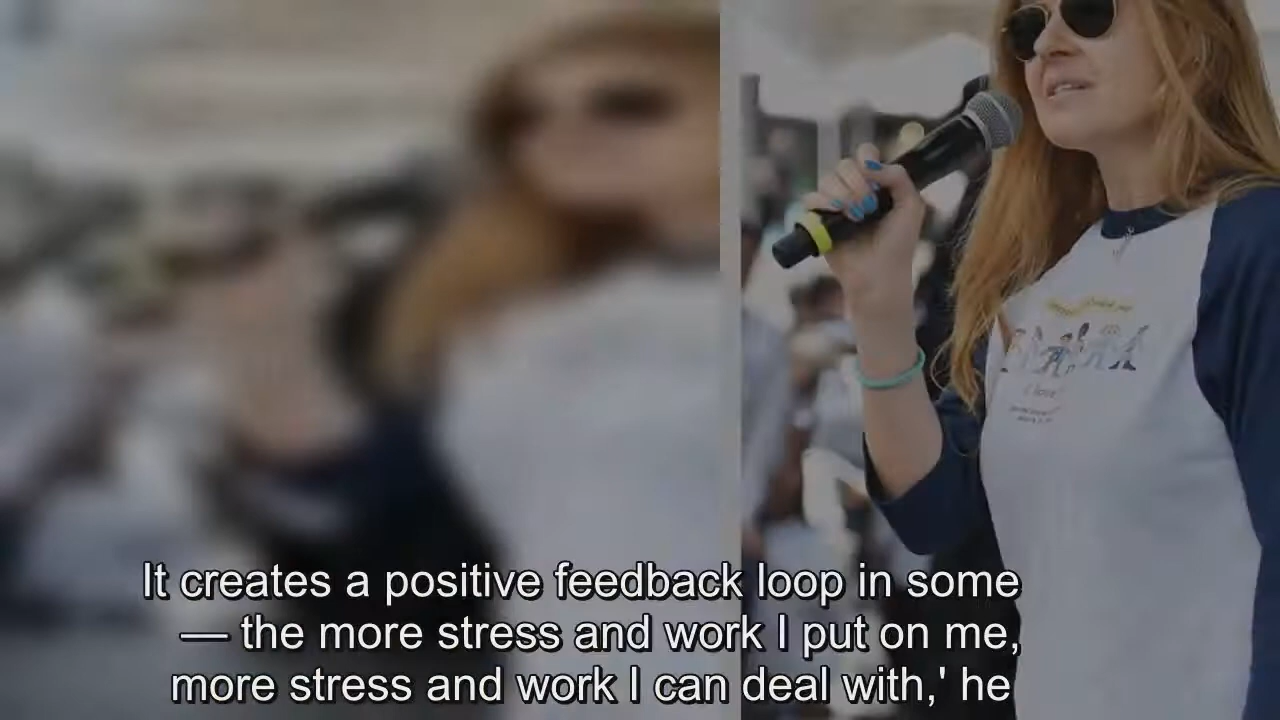 It creates a positive feedback loop in some
— the more stress and work I put on me,
more stress and work I can deal with,' he